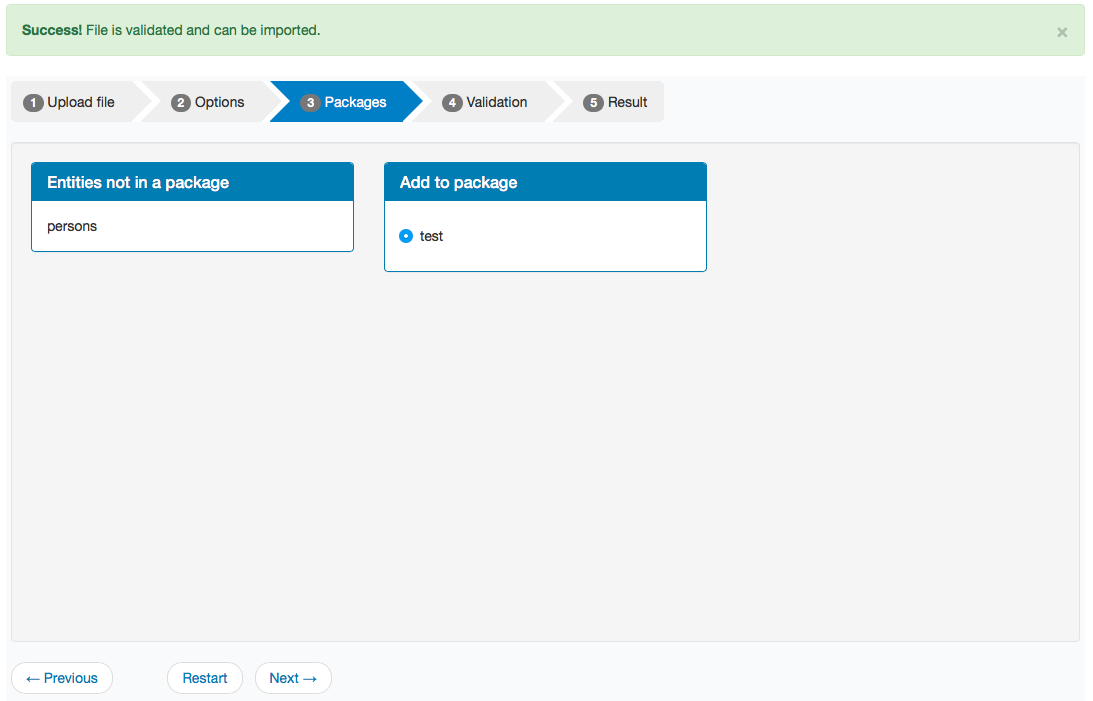 Success! File is validated and can be imported.
×
1 Upload file 2 Options 3 Packages 4 Validation 5 Result
Entities not in a package
persons
Add to package
test
← Previous Restart Next →